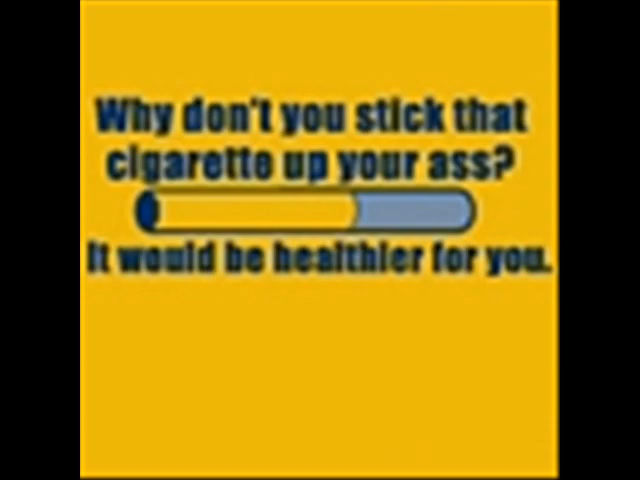 Why don't you stick that
cigarette up your ass?
It would be healthier for you.